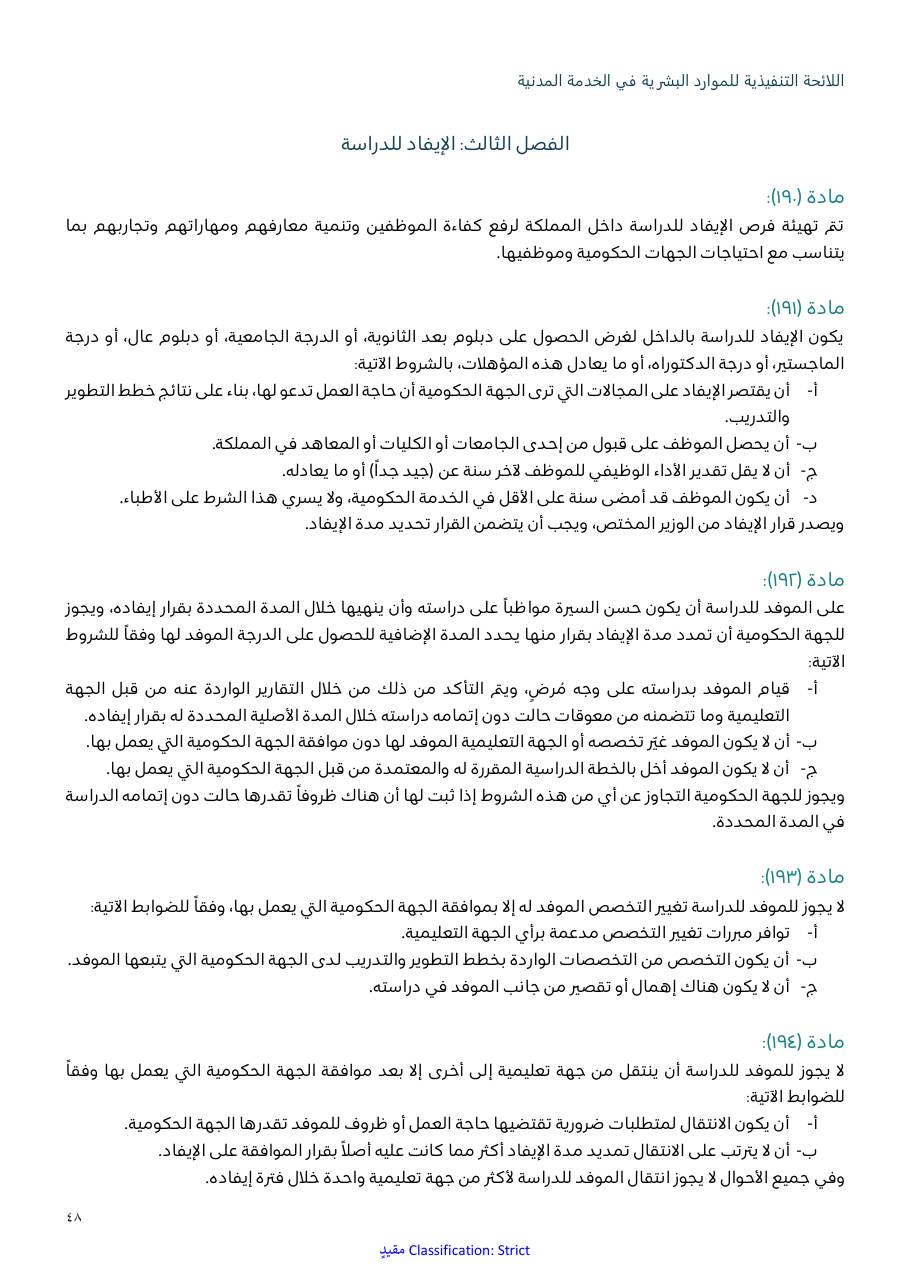 اللائحة التنفيذية للموارد البشرية في الخدمة المدنية
الفصل الثالث: الإيفاد للدراسة
مادة (١٩٠):
تتم تهيئة فرص الإيفاد للدراسة داخل المملكة لرفع كفاءة الموظفين وتنمية معارفهم ومهاراتهم وتجاربهم بما
يتناسب مع احتياجات الجهات الحكومية وموظفيها.
مادة (١٩١):
يكون الإيفاد للدراسة بالداخل لغرض الحصول على دبلوم بعد الثانوية، أو الدرجة الجامعية، أو دبلوم عال، أو درجة
الماجستير، أو درجة الدكتوراه، أو ما يعادل هذه المؤهلات، بالشروط الآتية:
أ- أن يقتصر الإيفاد على المجالات التي ترى الجهة الحكومية أن حاجة العمل تدعو لها، بناء على نتائج خطط التطوير
والتدريب.
ب- أن يحصل الموظف على قبول من إحدى الجامعات أو الكليات أو المعاهد في المملكة.
ج- أن لا يقل تقدير الأداء الوظيفي للموظف لآخر سنة عن (جيد جداً) أو ما يعادله.
د- أن يكون الموظف قد أمضى سنة على الأقل في الخدمة الحكومية، ولا يسري هذا الشرط على الأطباء.
ويصدر قرار الإيفاد من الوزير المختص، ويجب أن يتضمن القرار تحديد مدة الإيفاد.
مادة (١٩٢):
على الموفد للدراسة أن يكون حسن السيرة مواظباً على دراسته وأن ينهيها خلال المدة المحددة بقرار إيفاده، ويجوز
للجهة الحكومية أن تمدد مدة الإيفاد بقرار منها يحدد المدة الإضافية للحصول على الدرجة الموفد لها وفقاً للشروط
الآتية:
أ- قيام الموفد بدراسته على وجه مُرضٍ، ويتم التأكد من ذلك من خلال التقارير الواردة عنه من قبل الجهة
التعليمية وما تتضمنه من معوقات حالت دون إتمامه دراسته خلال المدة الأصلية المحددة له بقرار إيفاده.
ب- أن لا يكون الموفد غيّر تخصصه أو الجهة التعليمية الموفد لها دون موافقة الجهة الحكومية التي يعمل بها.
ج- أن لا يكون الموفد أخل بالخطة الدراسية المقررة له والمعتمدة من قبل الجهة الحكومية التي يعمل بها.
ويجوز للجهة الحكومية التجاوز عن أي من هذه الشروط إذا ثبت لها أن هناك ظروفاً تقدرها حالت دون إتمامه الدراسة
في المدة المحددة.
مادة (١٩٣):
لا يجوز للموفد للدراسة تغيير التخصص الموفد له إلا بموافقة الجهة الحكومية التي يعمل بها، وفقاً للضوابط الآتية:
أ- توافر مبررات تغيير التخصص مدعمة برأي الجهة التعليمية.
ب- أن يكون التخصص من التخصصات الواردة بخطط التطوير والتدريب لدى الجهة الحكومية التي يتبعها الموفد.
ج- أن لا يكون هناك إهمال أو تقصير من جانب الموفد في دراسته.
مادة (١٩٤):
لا يجوز للموفد للدراسة أن ينتقل من جهة تعليمية إلى أخرى إلا بعد موافقة الجهة الحكومية التي يعمل بها وفقاً
للضوابط الآتية:
أ- أن يكون الانتقال لمتطلبات ضرورية تقتضيها حاجة العمل أو ظروف للموفد تقدرها الجهة الحكومية.
ب- أن لا يترتب على الانتقال تمديد مدة الإيفاد أكثر مما كانت عليه أصلاً بقرار الموافقة على الإيفاد.
وفي جميع الأحوال لا يجوز انتقال الموفد للدراسة لأكثر من جهة تعليمية واحدة خلال فترة إيفاده.
٤٨
Classification: Strict مقيدٍ